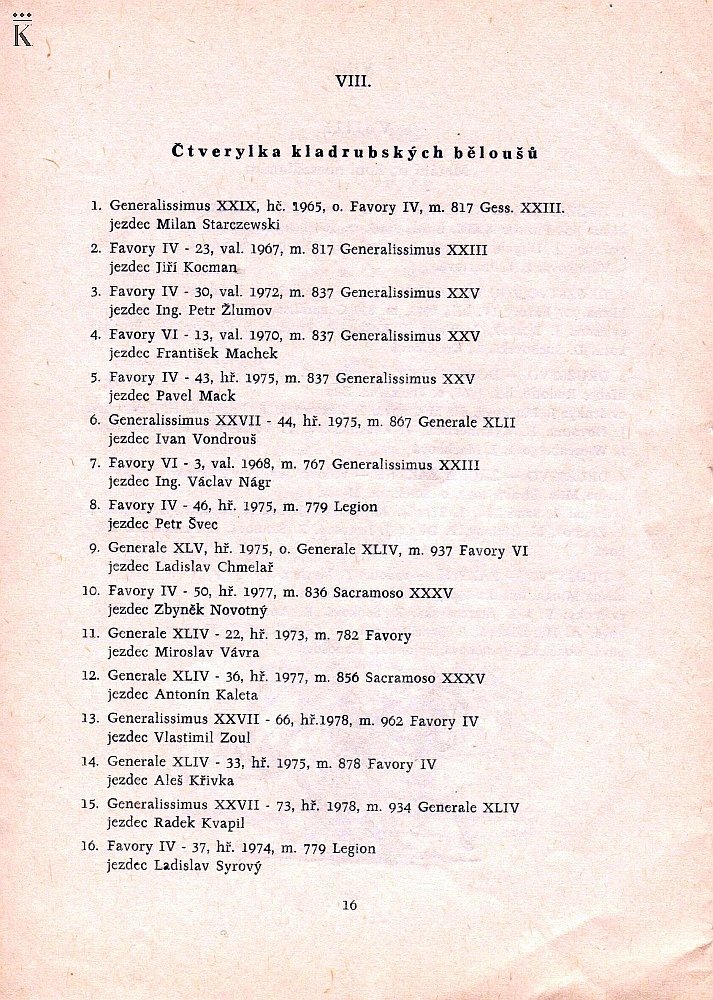 K
VIII.
Čtverylka kladrubských běloušů
1. Generalissimus XXIX, hč. 1965, o. Favory IV, m. 817 Gess. XXIII.
jezdec Milan Starczewski
2. Favory IV - 23, val. 1967, m. 817 Generalissimus XXIII
jezdec Jiří Kocman
3. Favory IV - 30, val. 1972, m. 837 Generalissimus XXV
jezdec Ing. Petr Žlumov
4. Favory VI - 13, val. 1970, m. 837 Generalissimus XXV
jezdec František Machek
5. Favory IV - 43, hř. 1975, m. 837 Generalissimus XXV
jezdec Pavel Mack
6. Generalissimus XXVII - 44, hř. 1975, m. 867 Generale XLII
jezdec Ivan Vondrouš
7. Favory VI - 3, val. 1968, m. 767 Generalissimus XXIII
jezdec Ing. Václav Nágr
8. Favory IV - 46, hř. 1975, m. 779 Legion
jezdec Petr Švec
9. Generale XLV, hř. 1975, o. Generale XLIV, m. 937 Favory VI
jezdec Ladislav Chmelař
10. Favory IV - 50, hř. 1977, m. 836 Sacramoso XXXV
jezdec Zbyněk Novotný
11. Generale XLIV - 22, hř. 1973, m. 782 Favory
jezdec Miroslav Vávra
12. Generale XLIV - 36, hř. 1977, m. 856 Sacramoso XXXV
jezdec Antonín Kaleta
13. Generalissimus XXVII - 66, hř.1978, m. 962 Favory IV
jezdec Vlastimil Zoul
14. Generale XLIV - 33, hř. 1975, m. 878 Favory IV
jezdec Aleš Křivka
15. Generalissimus XXVII - 73, hř. 1978, m. 934 Generale XLIV
jezdec Radek Kvapil
16. Favory IV - 37, hř. 1974, m. 779 Legion
jezdec Ladislav Syrový
16